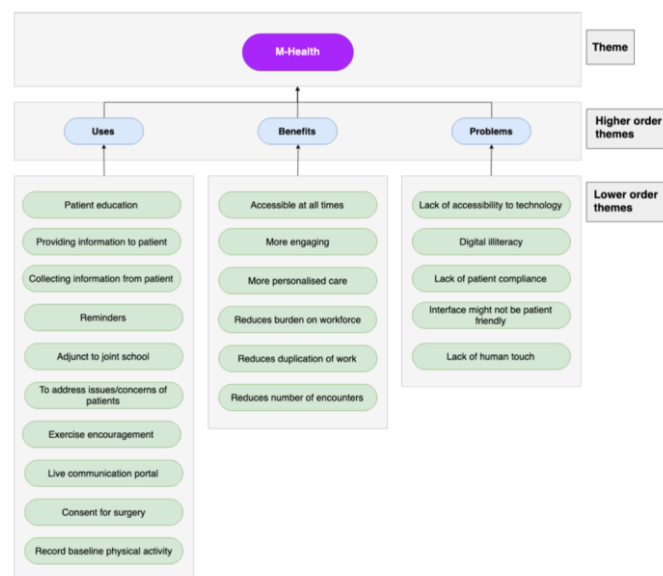 M-Health
Theme
Uses
Benefits
Problems
Higher order
themes
Lower order
themes
Patient education
Providing information to patient
Collecting information from patient
Reminders
Adjunct to joint school
To address issues/concerns of
patients
Exercise encouragement
Live communication portal
Consent for surgery
Record baseline physical activity
Accessible at all times
More engaging
More personalised care
Reduces burden on workforce
Reduces duplication of work
Reduces number of encounters
Lack of accessibility to technology
Digital illiteracy
Lack of patient compliance
Interface might not be patient
friendly
Lack of human touch